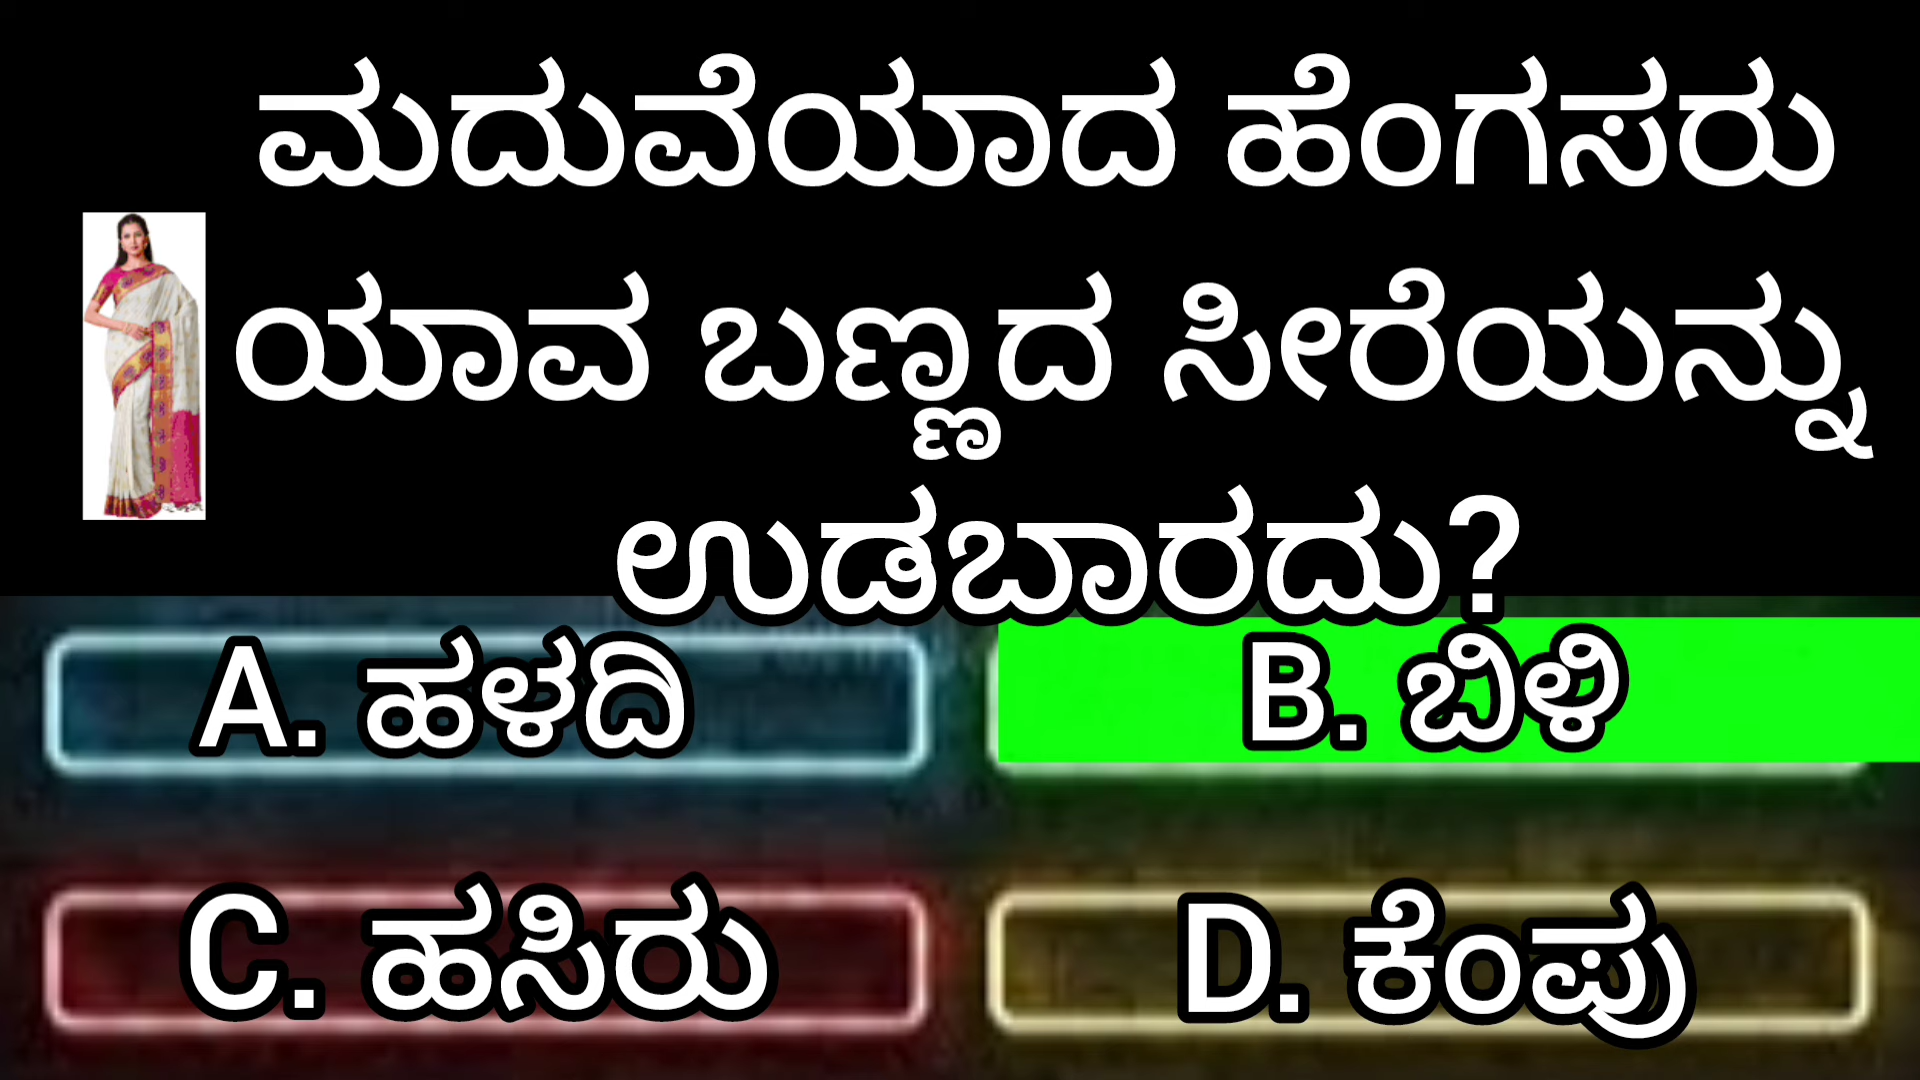 ಮದುವೆಯಾದ ಹೆಂಗಸರು
ಯಾವ ಬಣ್ಣದ ಸೀರೆಯನ್ನು
ಉಡಬಾರದು?
A. ಹಳದಿ
B. ಬಿಳಿ
C. ಹಸಿರು
D. ಕೆಂಪು